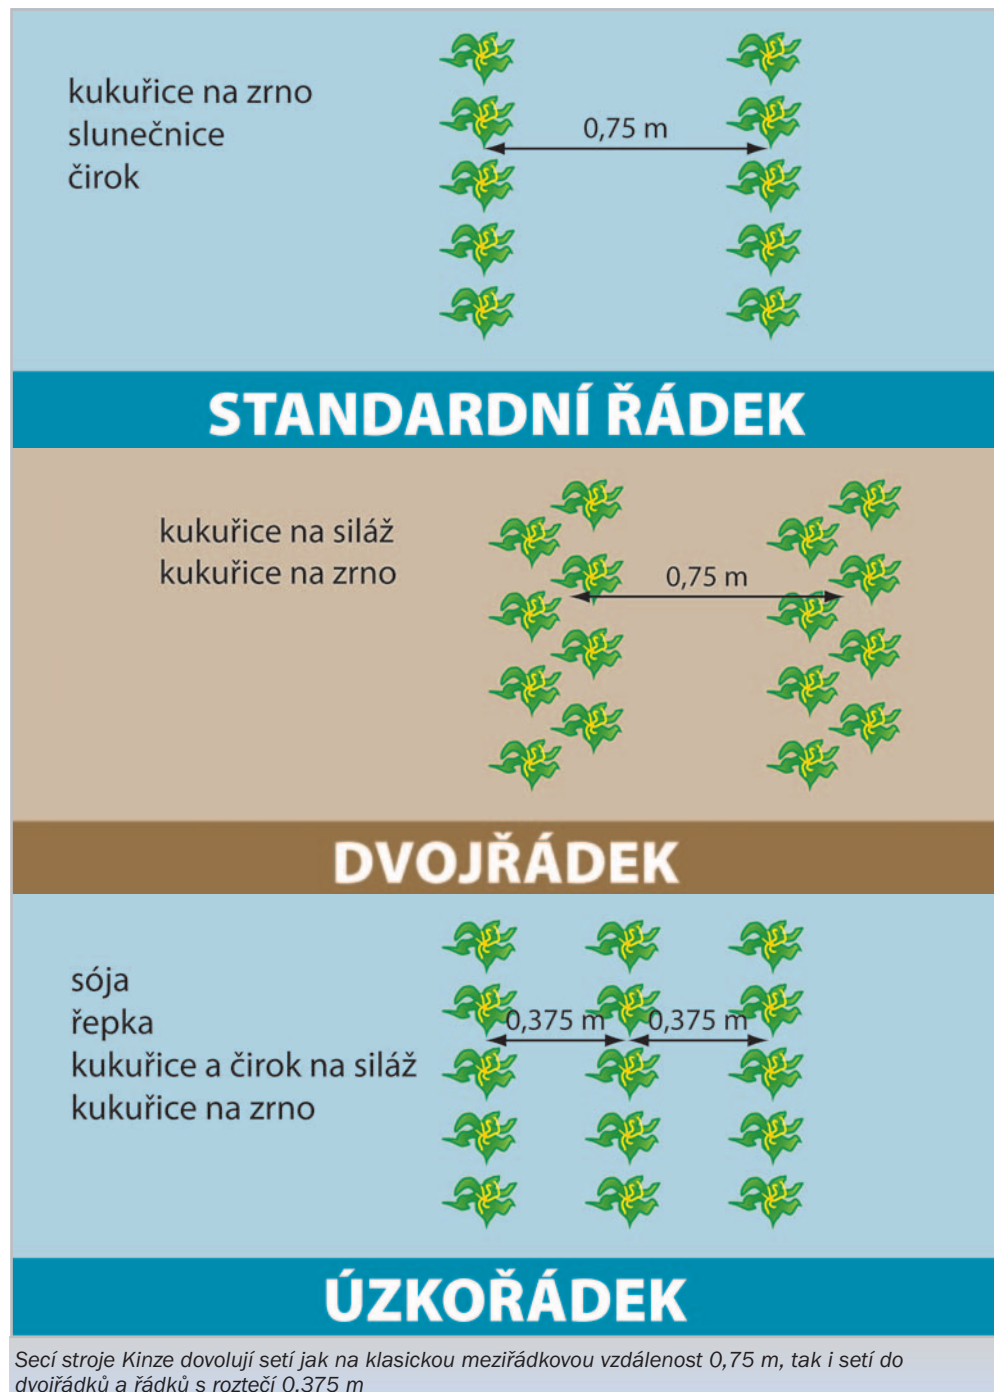 kukuřice na zrno
slunečnice
čirok
0,75 m
STANDARDNÍ ŘÁDEK
kukuřice na siláž
kukuřice na zrno
0,75 m
DVOJŘÁDEK
sója
řepka
kukuřice a čirok na siláž
kukuřice na zrno
0,375 m 0,375 m
ÚZKOŘÁDEK
Secí stroje Kinze dovolují setí jak na klasickou meziřádkovou vzdálenost 0,75 m, tak i setí do
dvojřádků a řádků s roztečí 0,375 m